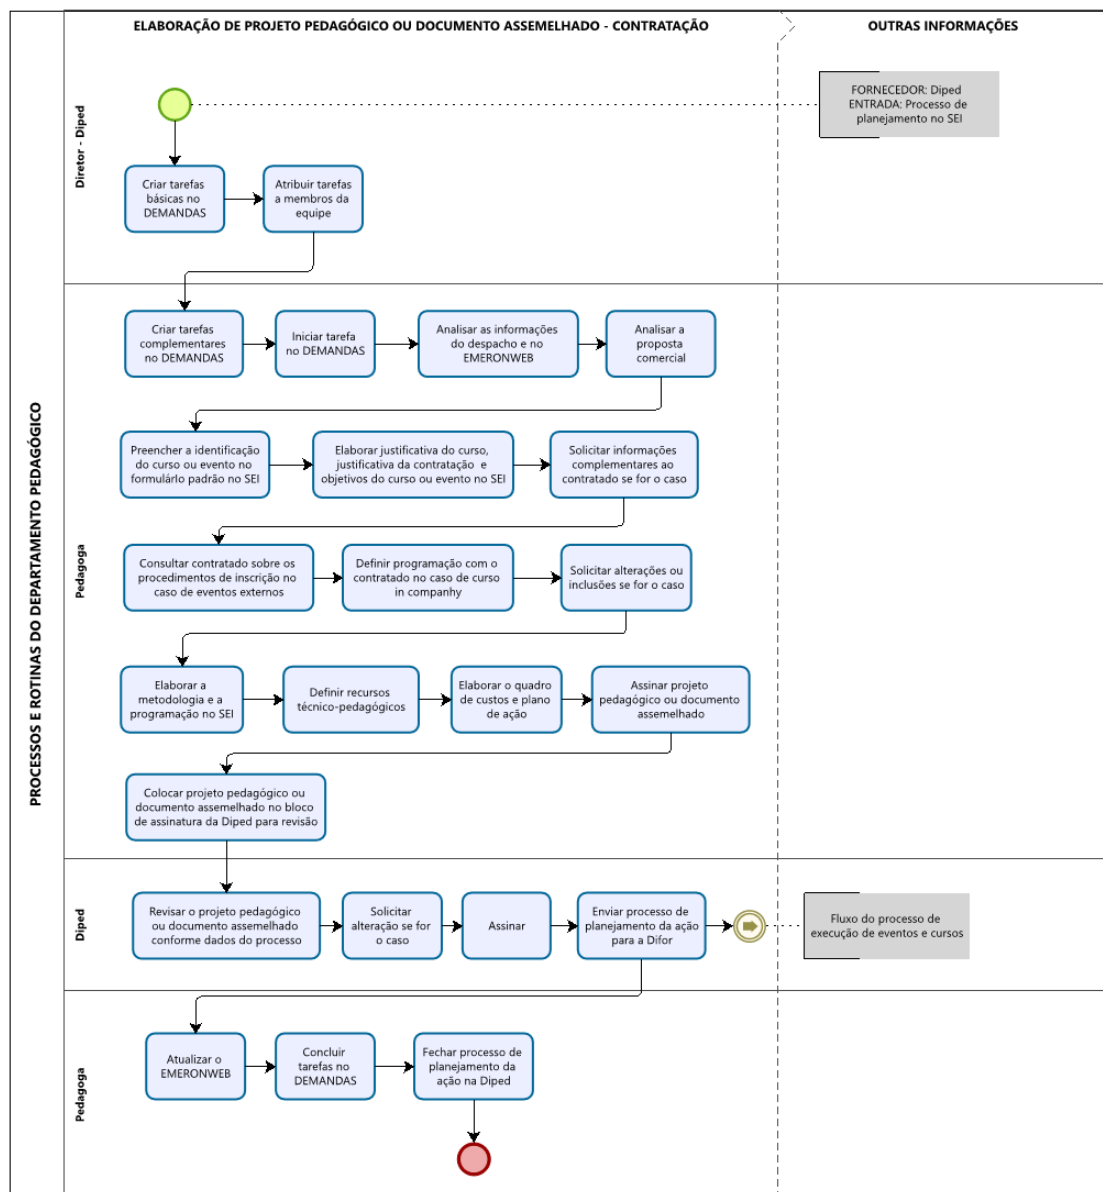 ELABORAÇÃO DE PROJETO PEDAGÓGICO OU DOCUMENTO ASSEMELHADO - CONTRATAÇÃO
OUTRAS INFORMAÇÕES
PROCESSOS E ROTINAS DO DEPARTAMENTO PEDAGÓGICO
Diretor - Diped
FORNECEDOR: Diped
ENTRADA: Processo de
planejamento no SEI
Criar tarefas
básicas no
DEMANDAS
Atribuir tarefas
a membros da
equipe
Pedagoga
Criar tarefas
complementares
no DEMANDAS
Iniciar tarefa
no DEMANDAS
Analisar as informações
do despacho e no
EMERONWEB
Analisar a
proposta
comercial
Preencher a identificação
do curso ou evento no
formulário padrão no SEI
Elaborar justificativa do curso,
justificativa da contratação e
objetivos do curso ou evento no SEI
Solicitar informações
complementares ao
contratado se for o caso
Consultar contratado sobre os
procedimentos de inscrição no
caso de eventos externos
Definir programação com o
contratado no caso de curso
in company
Solicitar alterações ou
inclusões se for o caso
Elaborar a
metodologia e a
programação no SEI
Definir recursos
técnico-pedagógicos
Elaborar o quadro
de custos e plano
de ação
Assinar projeto
pedagógico ou documento
assemelhado
Colocar projeto pedagógico ou
documento assemelhado no bloco
de assinatura da Diped para revisão
Diped
Revisar o projeto pedagógico
ou documento assemelhado
conforme dados do processo
Solicitar
alteração se for
o caso
Assinar
Enviar processo de
planejamento da ação
para a Difor
Fluxo do processo de
execução de eventos e cursos
Pedagoga
Atualizar o
EMERONWEB
Concluir
tarefas no
DEMANDAS
Fechar processo de
planejamento da
ação na Diped